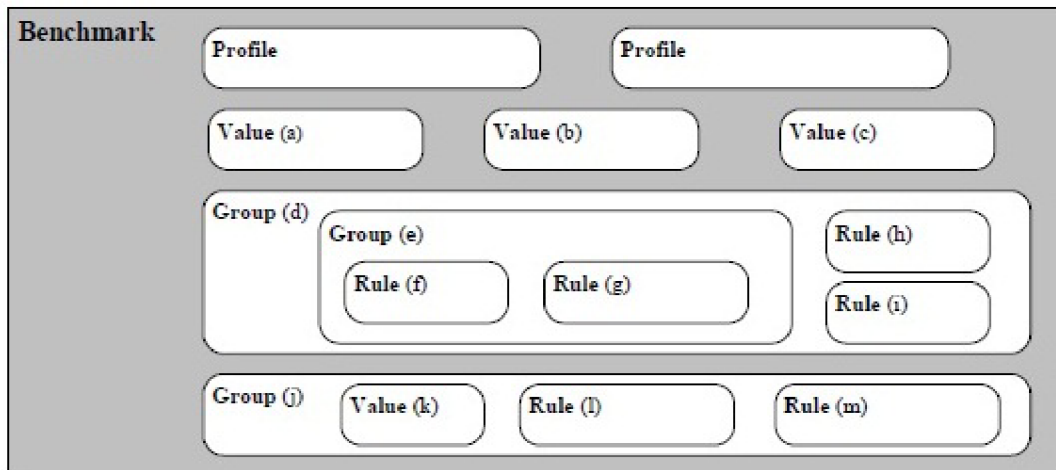 Benchmark
Profile
Profile
Value (a)
Value (b)
Value (c)
Group (d)
Group (e)
Rule (f)
Rule (g)
Rule (h)
Rule (i)
Group (j)
Value (k)
Rule (l)
Rule (m)